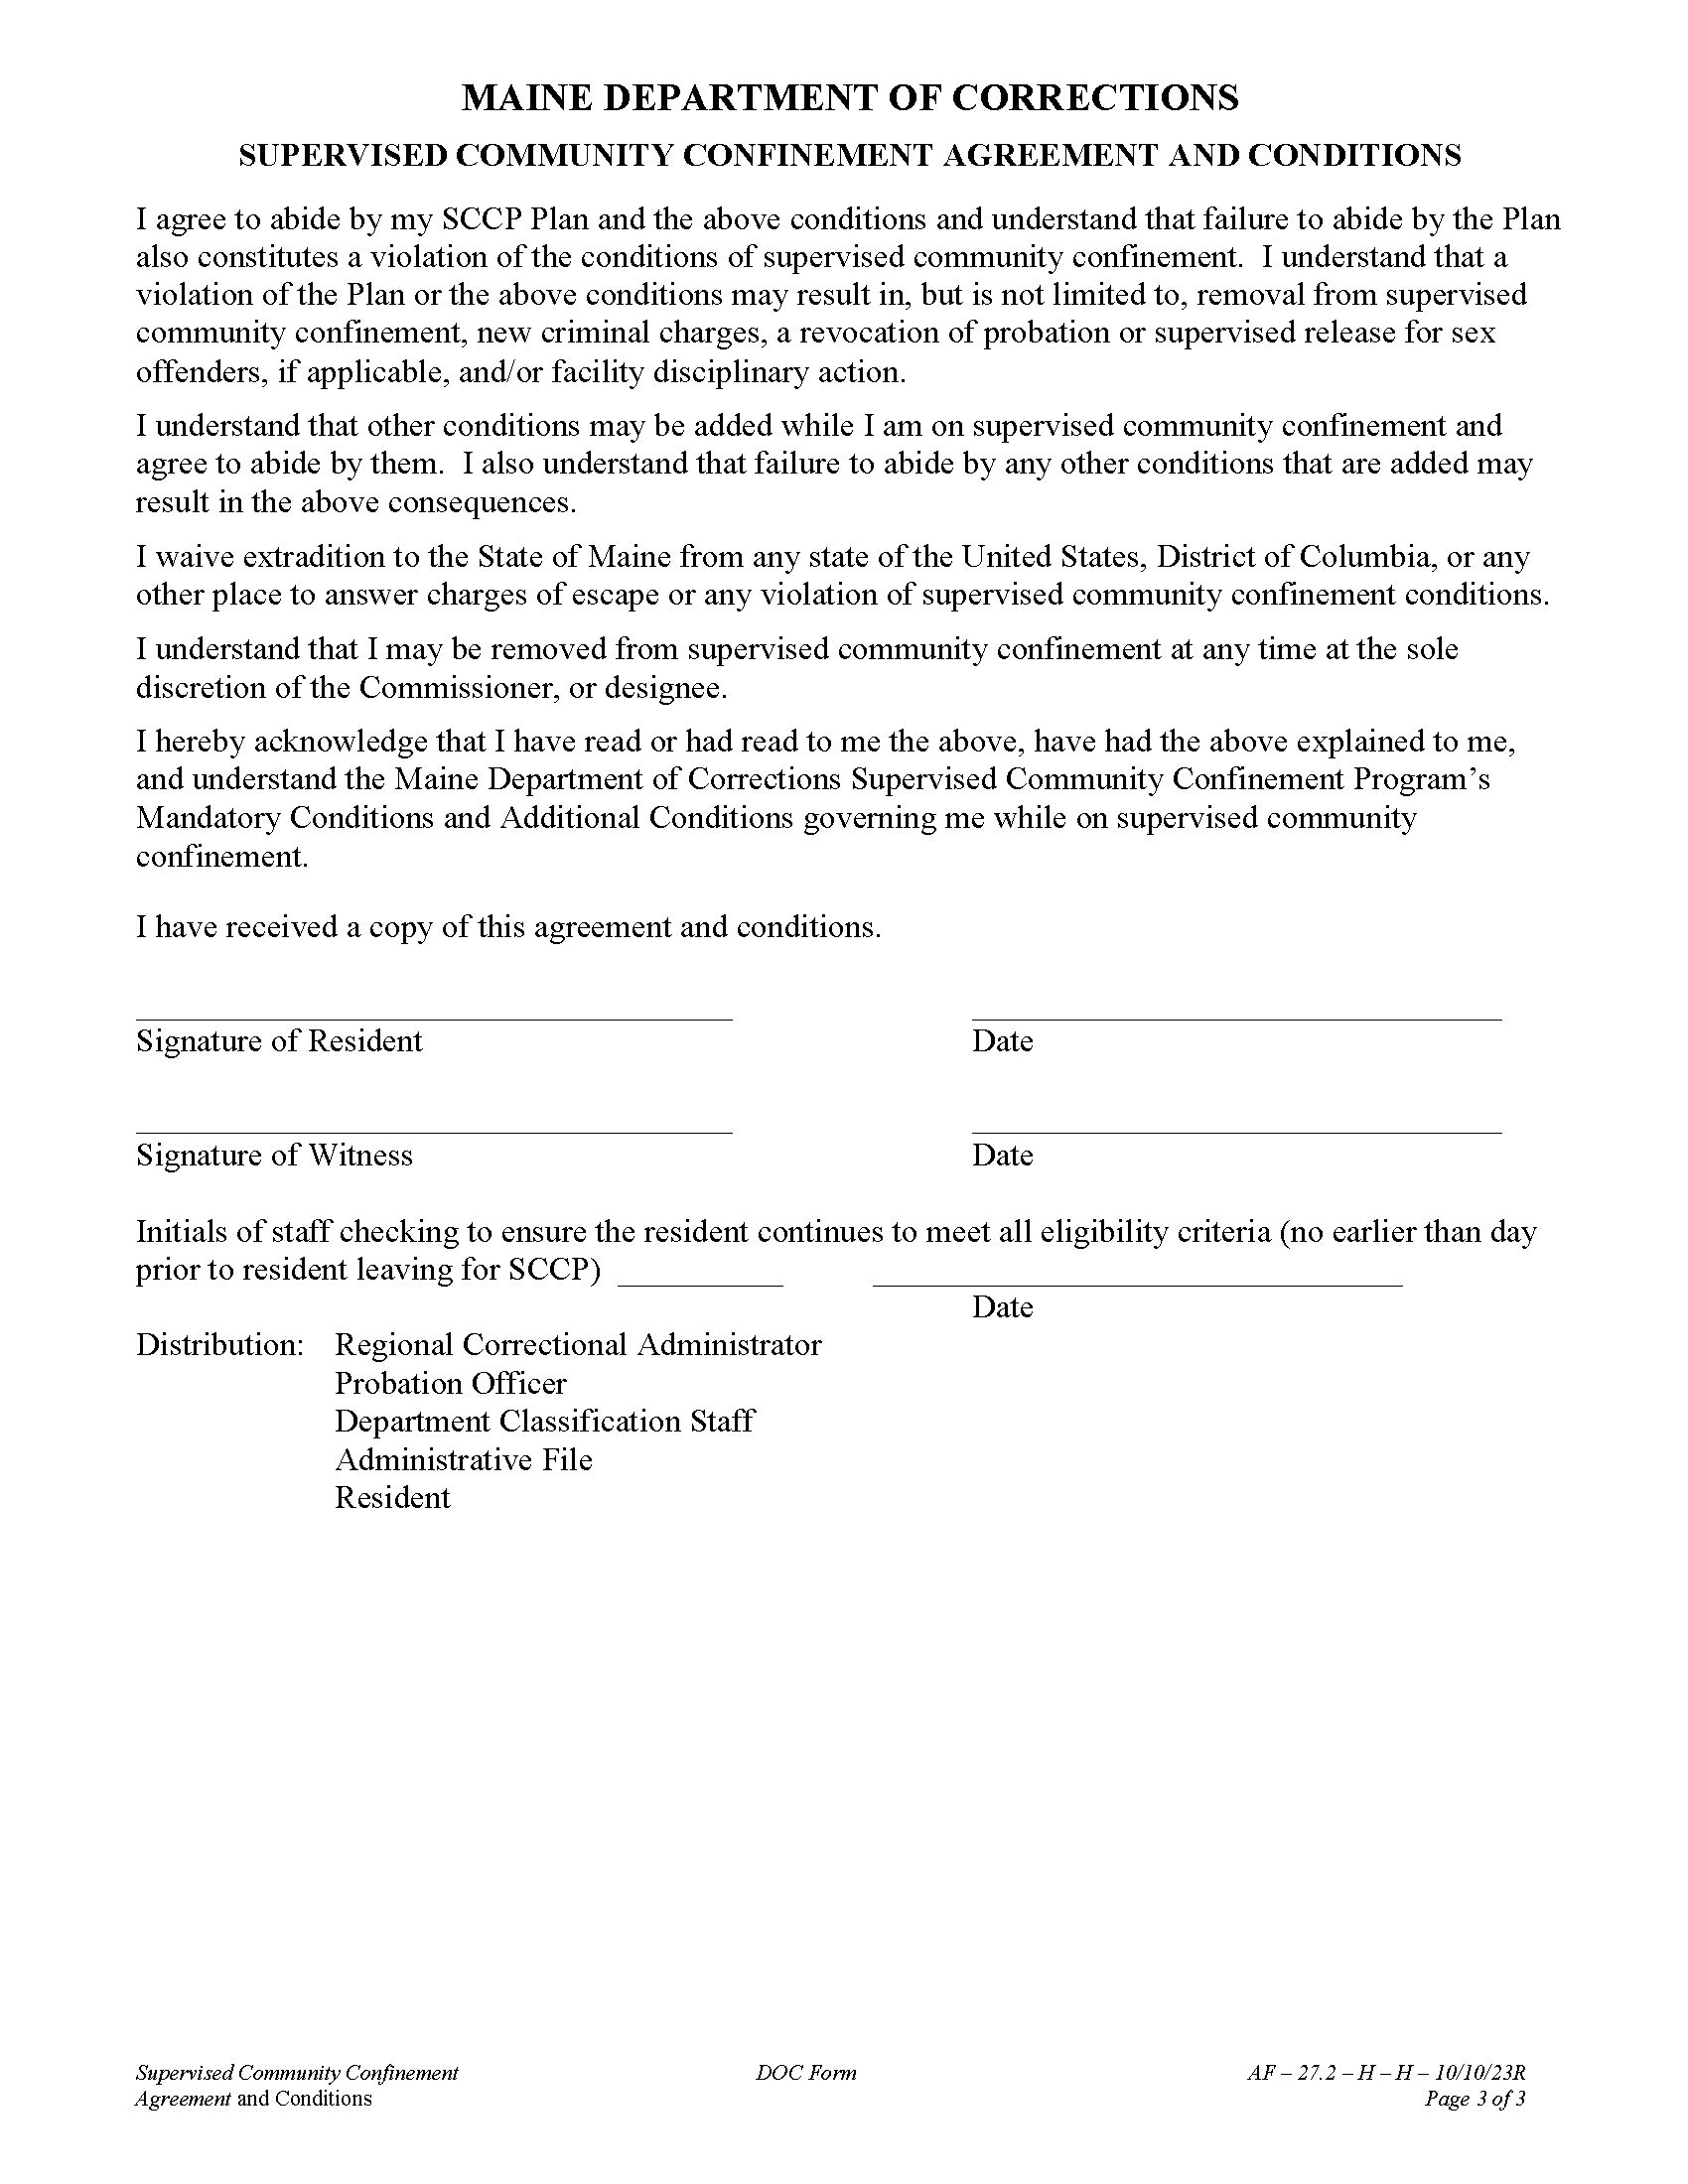 MAINE DEPARTMENT OF CORRECTIONS
SUPERVISED COMMUNITY CONFINEMENT AGREEMENT AND CONDITIONS
I agree to abide by my SCCP Plan and the above conditions and understand that failure to abide by the Plan
also constitutes a violation of the conditions of supervised community confinement.  I understand that a
violation of the Plan or the above conditions may result in, but is not limited to, removal from supervised
community confinement, new criminal charges, a revocation of probation or supervised release for sex
offenders, if applicable, and/or facility disciplinary action.
I understand that other conditions may be added while I am on supervised community confinement and
agree to abide by them.  I also understand that failure to abide by any other conditions that are added may
result in the above consequences.
I waive extradition to the State of Maine from any state of the United States, District of Columbia, or any
other place to answer charges of escape or any violation of supervised community confinement conditions.
I understand that I may be removed from supervised community confinement at any time at the sole
discretion of the Commissioner, or designee.
I hereby acknowledge that I have read or had read to me the above, have had the above explained to me,
and understand the Maine Department of Corrections Supervised Community Confinement Program’s
Mandatory Conditions and Additional Conditions governing me while on supervised community
confinement.
I have received a copy of this agreement and conditions.
Signature of Resident Date
Signature of Witness Date
Initials of staff checking to ensure the resident continues to meet all eligibility criteria (no earlier than day
prior to resident leaving for SCCP)
Date
Distribution: Regional Correctional Administrator
Probation Officer
Department Classification Staff
Administrative File
Resident
Supervised Community Confinement DOC Form AF – 27.2 – H – H – 10/10/23R
Agreement and Conditions Page 3 of 3